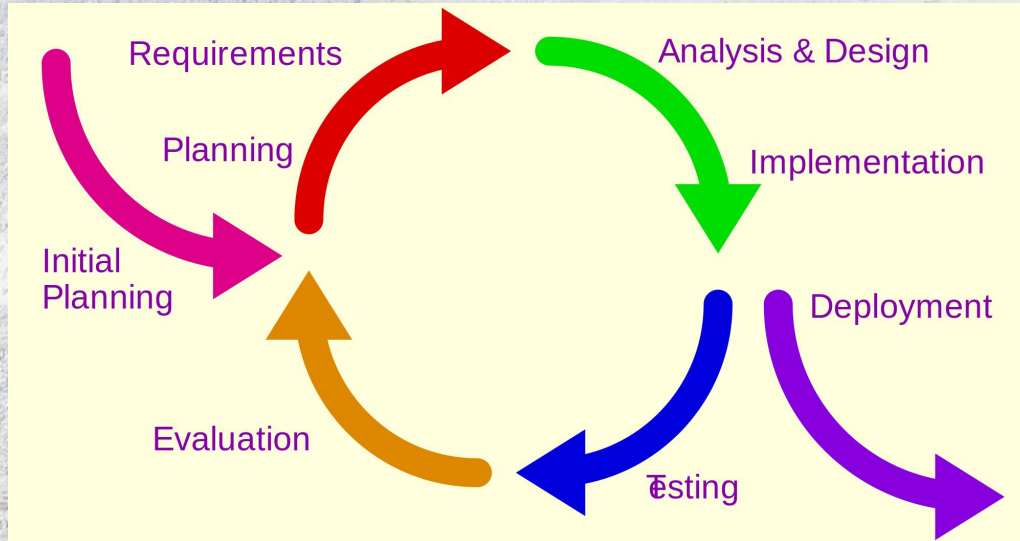 Requirements
Analysis & Design
Planning
Implementation
Initial
Planning
Deployment
Evaluation
Testing